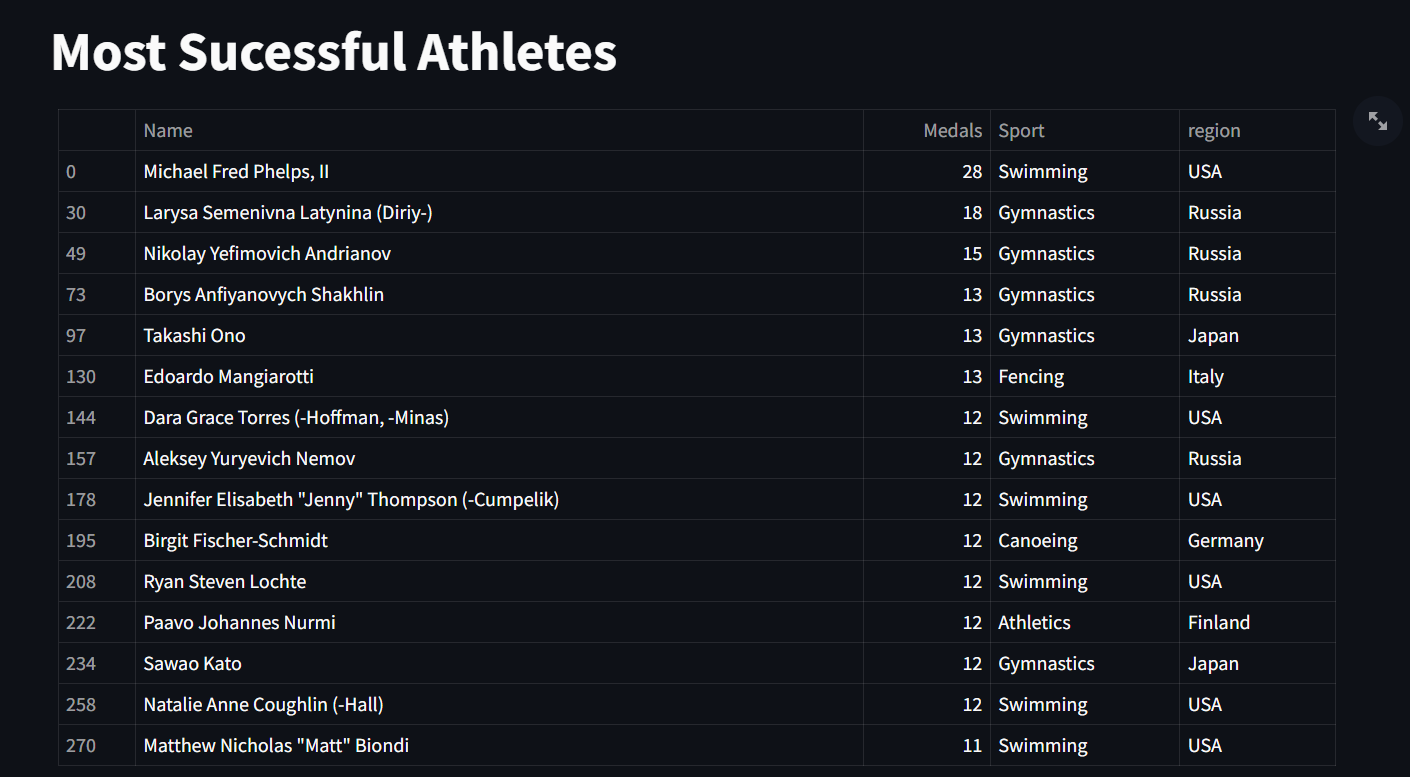 Most Sucessful Athletes
Name Medals Sport region
0 Michael Fred Phelps, II 28 Swimming USA
30 Larysa Semenivna Latynina (Diriy-) 18 Gymnastics Russia
49 Nikolay Yefimovich Andrianov 15 Gymnastics Russia
73 Borys Anfiyanovych Shakhlin 13 Gymnastics Russia
97 Takashi Ono 13 Gymnastics Japan
130 Edoardo Mangiarotti 13 Fencing Italy
144 Dara Grace Torres (-Hoffman, -Minas) 12 Swimming USA
157 Aleksey Yuryevich Nemov 12 Gymnastics Russia
178 Jennifer Elisabeth "Jenny" Thompson (-Cumpelik) 12 Swimming USA
195 Birgit Fischer-Schmidt 12 Canoeing Germany
208 Ryan Steven Lochte 12 Swimming USA
222 Paavo Johannes Nurmi 12 Athletics Finland
234 Sawao Kato 12 Gymnastics Japan
258 Natalie Anne Coughlin (-Hall) 12 Swimming USA
270 Matthew Nicholas "Matt" Biondi 11 Swimming USA